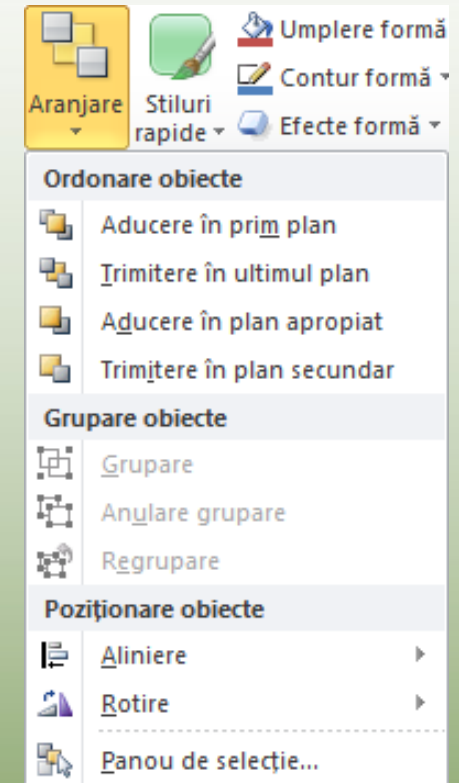 Umplere formă
Contur formă
Efecte formă
Aranjare
Stiluri
rapide
Ordonare obiecte
Aducere în prim plan
Trimitere în ultimul plan
Aducere în plan apropiat
Trimitere în plan secundar
Grupare obiecte
Grupare
Anulare grupare
Regrupare
Poziționare obiecte
Aliniere
Rotire
Panou de selecție...